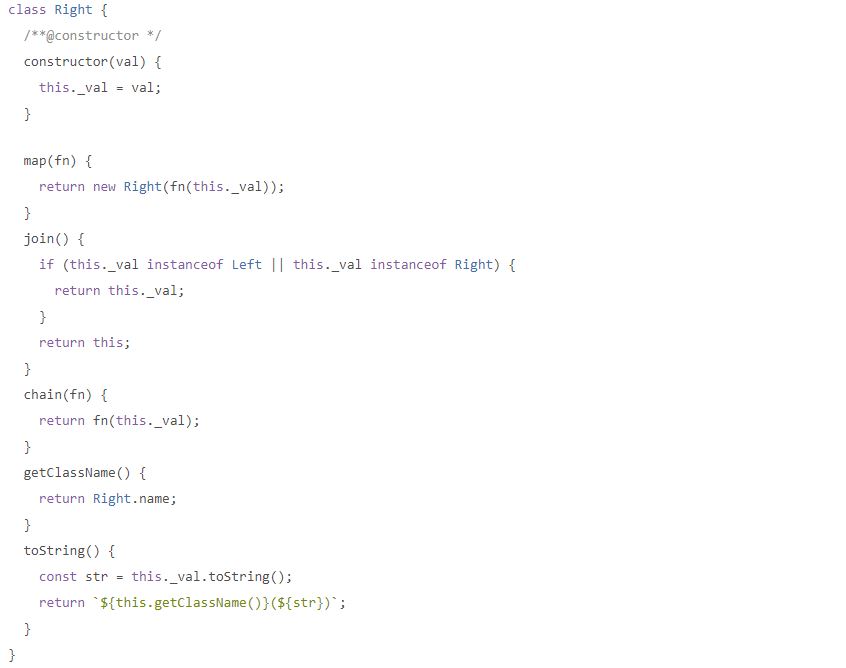 class Right {
  /**@constructor */
  constructor(val) {
    this._val = val;
  }

  map(fn) {
    return new Right(fn(this._val));
  }
  join() {
    if (this._val instanceof Left || this._val instanceof Right) {
      return this._val;
    }
    return this;
  }
  chain(fn) {
    return fn(this._val);
  }
  getClassName() {
    return Right.name;
  }
  toString() {
    const str = this._val.toString();
    return `${this.getClassName()}(${str})`;
  }
}